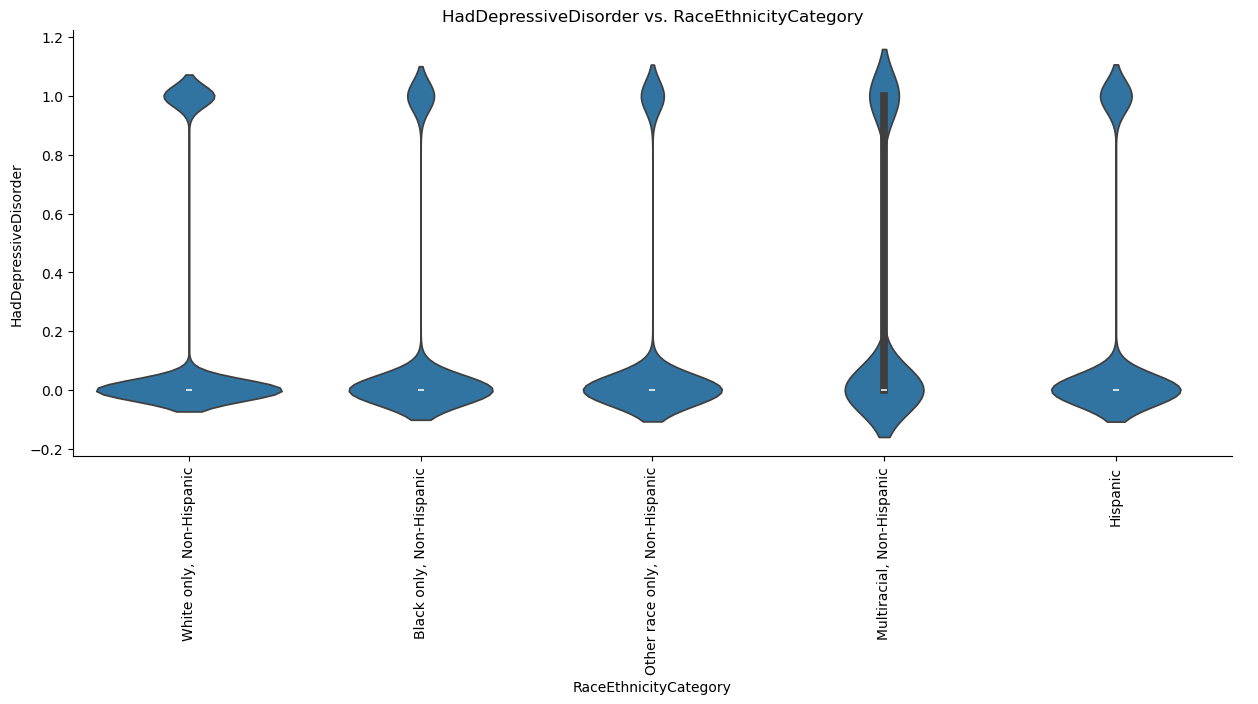 HadDepressiveDisorder vs. RaceEthnicityCategory
1.2
1.0
0.8
0.6
0.4
0.2
0.0
−0.2
HadDepressiveDisorder
White only, Non-Hispanic
Black only, Non-Hispanic
Other race only, Non-Hispanic
Multiracial, Non-Hispanic
Hispanic
RaceEthnicityCategory